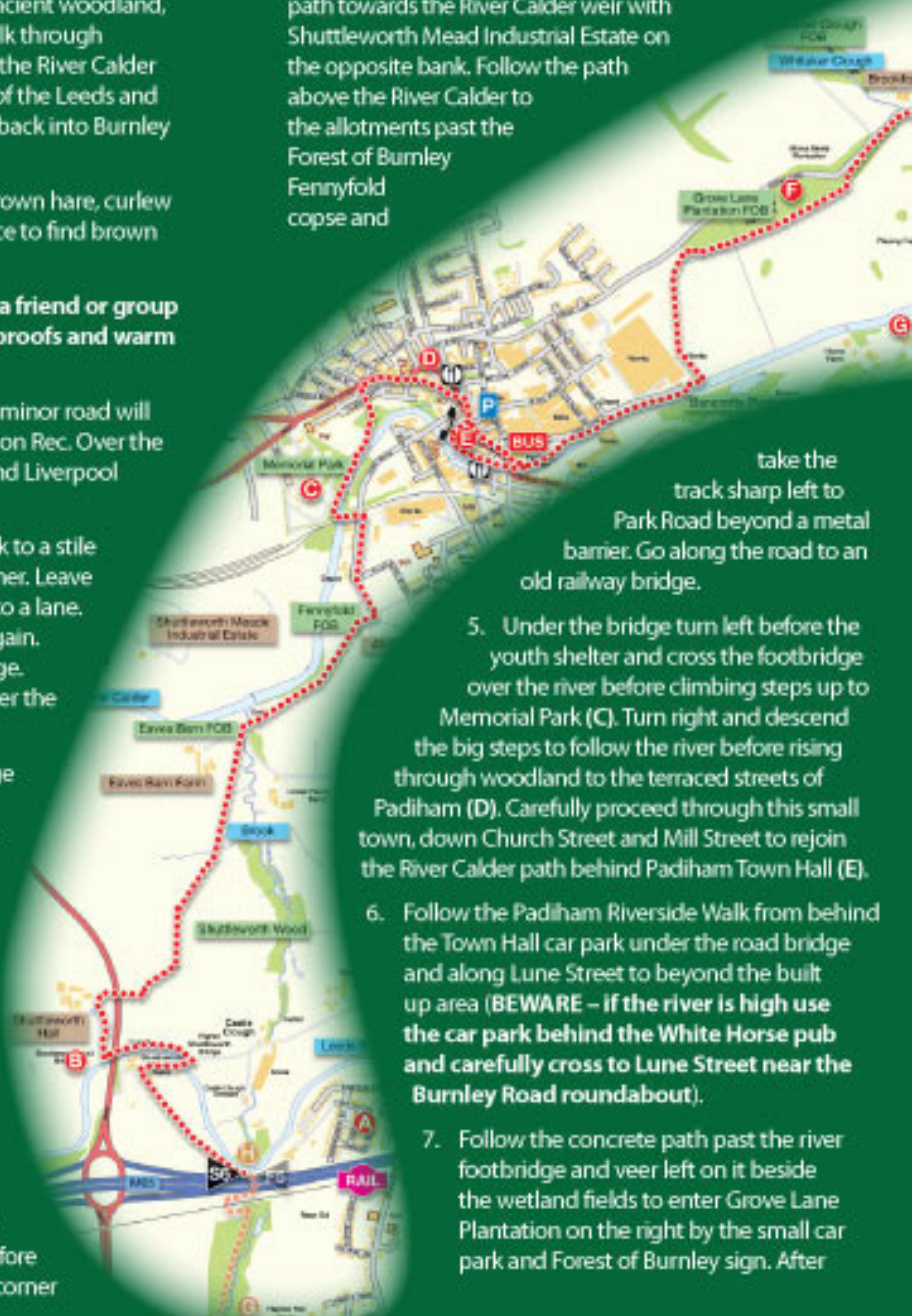 ncient woodland,
lk through
the River Calder
of the Leeds and
back into Burnley
rown hare, curlew
ce to find brown
a friend or group
proofs and warm
minor road will
on Rec. Over the
nd Liverpool
k to a stile
ner. Leave
to a lane.
gain.
ge.
er the
ge
fore
corner
path towards the River Calder weir with
Shuttleworth Mead Industrial Estate on
the opposite bank. Follow the path
above the River Calder to
the allotments past the
Forest of Burnley
Fennyfold
copse and
take the
track sharp left to
Park Road beyond a metal
barrier. Go along the road to an
old railway bridge.
5. Under the bridge turn left before the
youth shelter and cross the footbridge
over the river before climbing steps up to
Memorial Park (C). Turn right and descend
the big steps to follow the river before rising
through woodland to the terraced streets of
Padiham (D). Carefully proceed through this small
town, down Church Street and Mill Street to rejoin
the River Calder path behind Padiham Town Hall (E).
6. Follow the Padiham Riverside Walk from behind
the Town Hall car park under the road bridge
and along Lune Street to beyond the built
up area (BEWARE – if the river is high use
the car park behind the White Horse pub
and carefully cross to Lune Street near the
Burnley Road roundabout).
7. Follow the concrete path past the river
footbridge and veer left on it beside
the wetland fields to enter Grove Lane
Plantation on the right by the small car
park and Forest of Burnley sign. After
Clough
FOB
Whitaker Clough
Grove Lane
Plantation FOB
F
G
D
P
E
BUS
Memorial Park
C
Shuttleworth Meade
Industrial Estate
Fennyfold
FOB
Calder
Eaves Barn FOB
Eaves Barn Farm
Brook
Shuttleworth Wood
Shuttleworth
Hall
B
Castle
Clough
Leeds
A
H
M65
RAIL
G